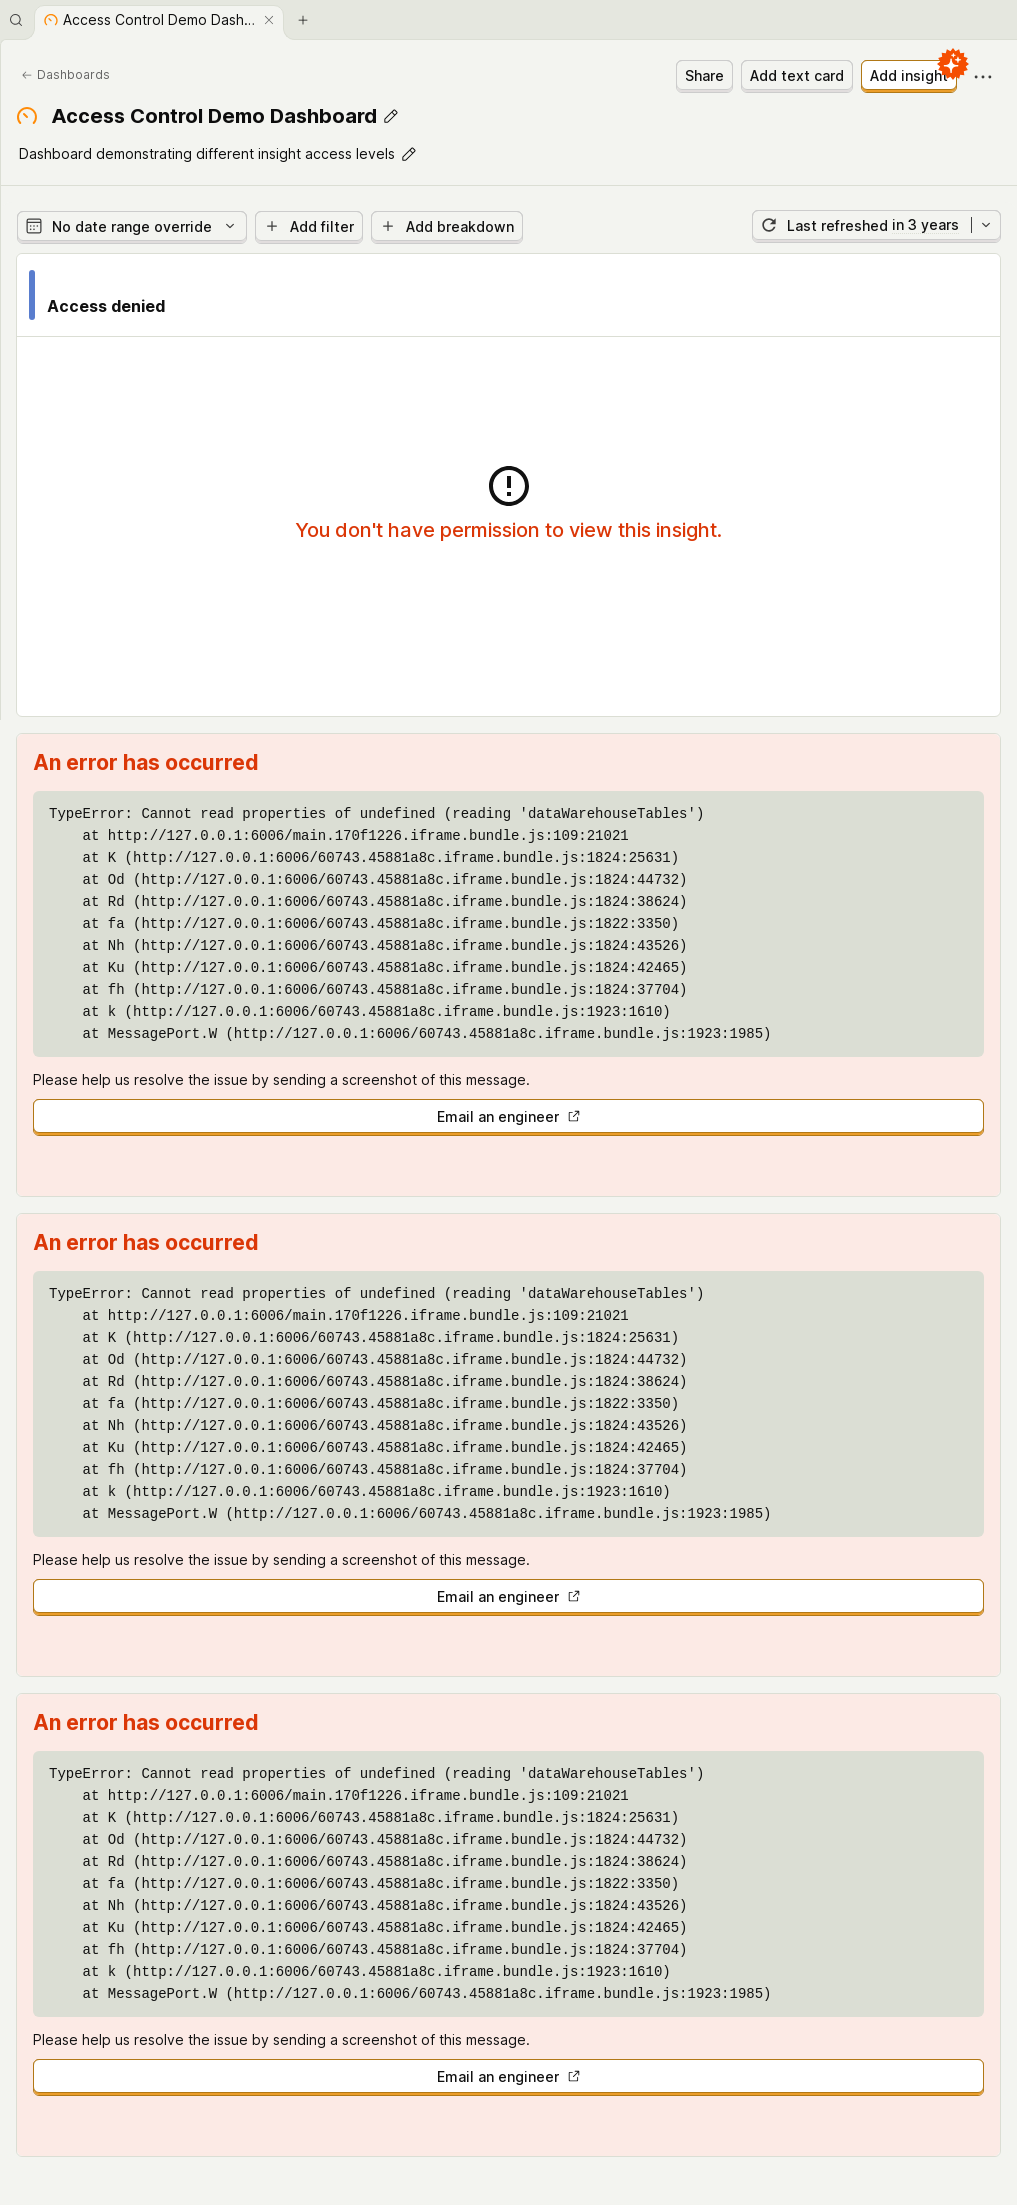 Access Control Demo Dash...
Dashboards
Share
Add text card
Add insight
Access Control Demo Dashboard
Dashboard demonstrating different insight access levels
No date range override
Add filter
Add breakdown
Last refreshed in 3 years
Access denied
You don't have permission to view this insight.
An error has occurred
TypeError: Cannot read properties of undefined (reading 'dataWarehouseTables')
at http://127.0.0.1:6006/main.170f1226.iframe.bundle.js:109:21021
at K (http://127.0.0.1:6006/60743.45881a8c.iframe.bundle.js:1824:25631)
at Od (http://127.0.0.1:6006/60743.45881a8c.iframe.bundle.js:1824:44732)
at Rd (http://127.0.0.1:6006/60743.45881a8c.iframe.bundle.js:1824:38624)
at fa (http://127.0.0.1:6006/60743.45881a8c.iframe.bundle.js:1822:3350)
at Nh (http://127.0.0.1:6006/60743.45881a8c.iframe.bundle.js:1824:43526)
at Ku (http://127.0.0.1:6006/60743.45881a8c.iframe.bundle.js:1824:42465)
at fh (http://127.0.0.1:6006/60743.45881a8c.iframe.bundle.js:1824:37704)
at k (http://127.0.0.1:6006/60743.45881a8c.iframe.bundle.js:1923:1610)
at MessagePort.W (http://127.0.0.1:6006/60743.45881a8c.iframe.bundle.js:1923:1985)
Please help us resolve the issue by sending a screenshot of this message.
Email an engineer
An error has occurred
TypeError: Cannot read properties of undefined (reading 'dataWarehouseTables')
at http://127.0.0.1:6006/main.170f1226.iframe.bundle.js:109:21021
at K (http://127.0.0.1:6006/60743.45881a8c.iframe.bundle.js:1824:25631)
at Od (http://127.0.0.1:6006/60743.45881a8c.iframe.bundle.js:1824:44732)
at Rd (http://127.0.0.1:6006/60743.45881a8c.iframe.bundle.js:1824:38624)
at fa (http://127.0.0.1:6006/60743.45881a8c.iframe.bundle.js:1822:3350)
at Nh (http://127.0.0.1:6006/60743.45881a8c.iframe.bundle.js:1824:43526)
at Ku (http://127.0.0.1:6006/60743.45881a8c.iframe.bundle.js:1824:42465)
at fh (http://127.0.0.1:6006/60743.45881a8c.iframe.bundle.js:1824:37704)
at k (http://127.0.0.1:6006/60743.45881a8c.iframe.bundle.js:1923:1610)
at MessagePort.W (http://127.0.0.1:6006/60743.45881a8c.iframe.bundle.js:1923:1985)
Please help us resolve the issue by sending a screenshot of this message.
Email an engineer
An error has occurred
TypeError: Cannot read properties of undefined (reading 'dataWarehouseTables')
at http://127.0.0.1:6006/main.170f1226.iframe.bundle.js:109:21021
at K (http://127.0.0.1:6006/60743.45881a8c.iframe.bundle.js:1824:25631)
at Od (http://127.0.0.1:6006/60743.45881a8c.iframe.bundle.js:1824:44732)
at Rd (http://127.0.0.1:6006/60743.45881a8c.iframe.bundle.js:1824:38624)
at fa (http://127.0.0.1:6006/60743.45881a8c.iframe.bundle.js:1822:3350)
at Nh (http://127.0.0.1:6006/60743.45881a8c.iframe.bundle.js:1824:43526)
at Ku (http://127.0.0.1:6006/60743.45881a8c.iframe.bundle.js:1824:42465)
at fh (http://127.0.0.1:6006/60743.45881a8c.iframe.bundle.js:1824:37704)
at k (http://127.0.0.1:6006/60743.45881a8c.iframe.bundle.js:1923:1610)
at MessagePort.W (http://127.0.0.1:6006/60743.45881a8c.iframe.bundle.js:1923:1985)
Please help us resolve the issue by sending a screenshot of this message.
Email an engineer